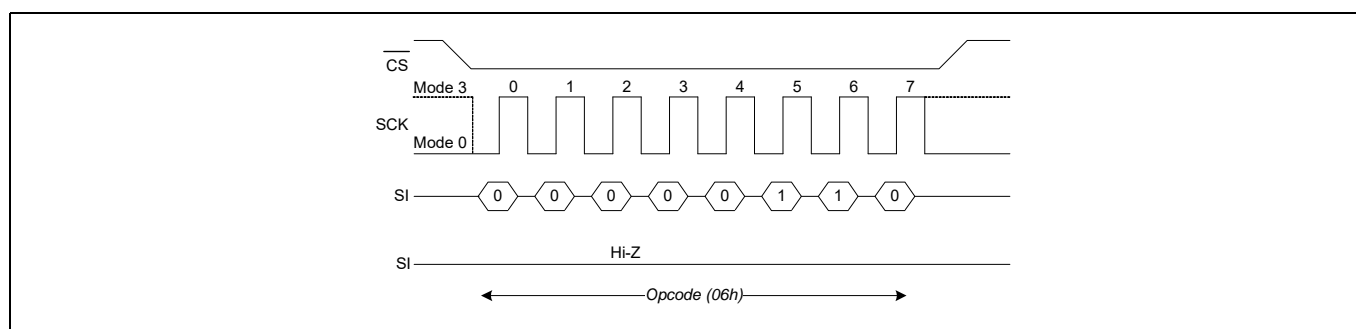 CS
Mode 3 0 1 2 3 4 5 6 7
SCK
Mode 0
SI 0 0 0 0 0 1 1 0
Hi-Z
SI
Opcode (06h)